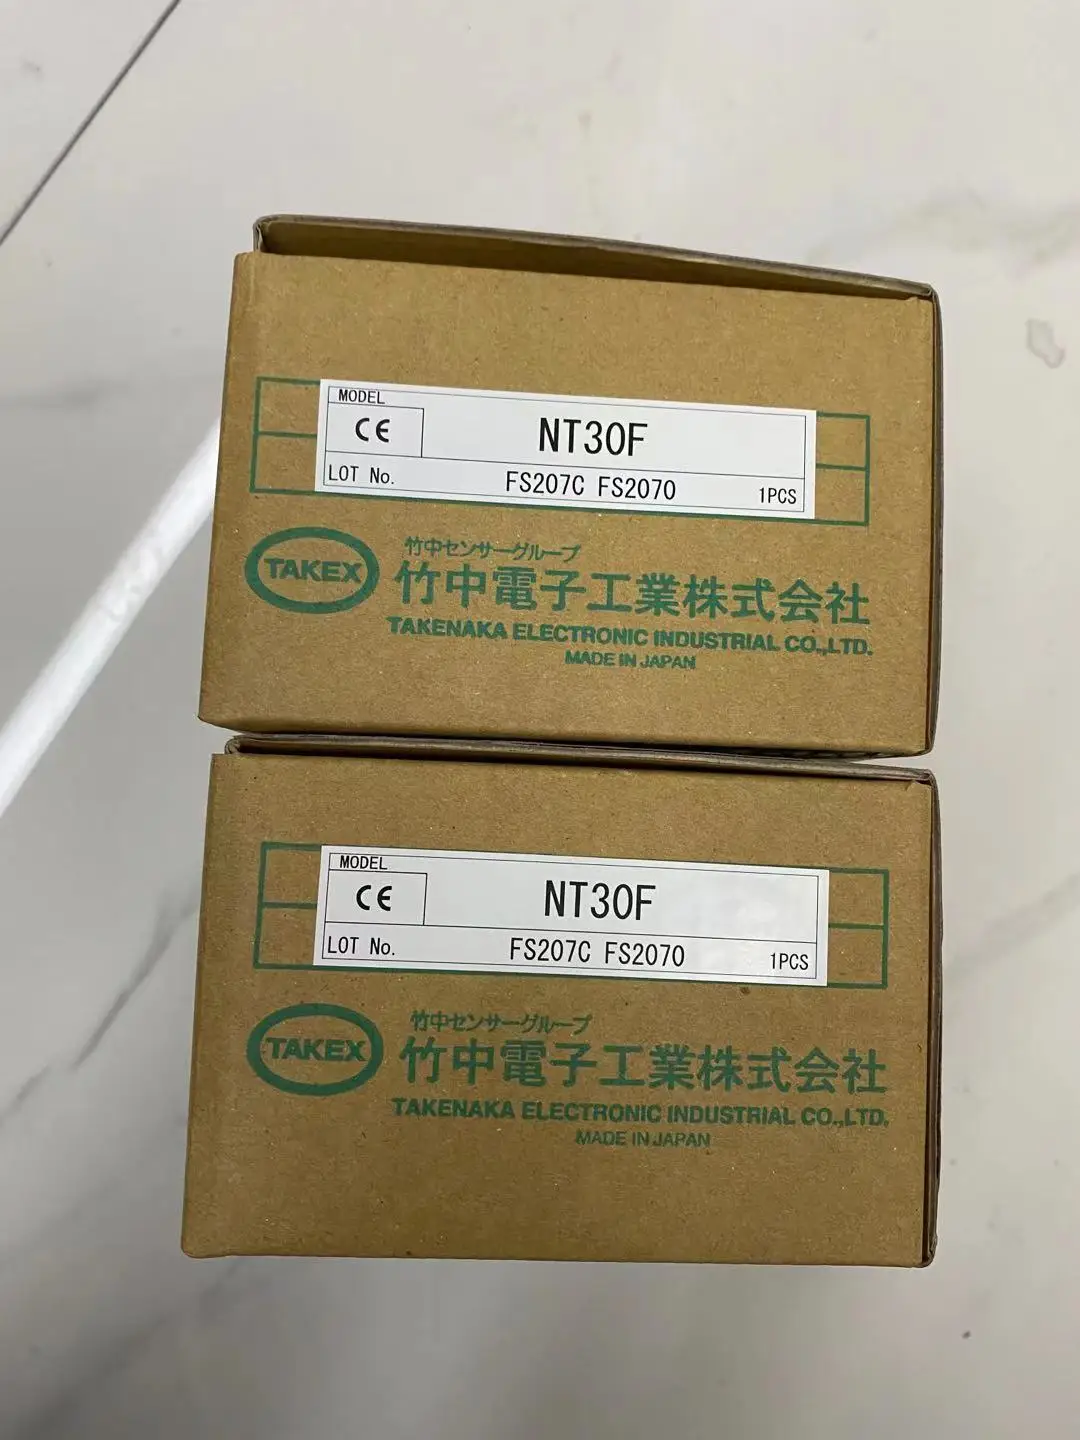 MODEL
CE
NT30F
LOT No. FS207C FS2070 1PCS
竹中センサーグループ
TAKEX
竹中電子工業株式会社
TAKENAKA ELECTRONIC INDUSTRIAL CO.,LTD.
MADE IN JAPAN
MODEL
CE
NT30F
LOT No. FS207C FS2070 1PCS
竹中センサーグループ
TAKEX
竹中電子工業株式会社
TAKENAKA ELECTRONIC INDUSTRIAL CO.,LTD.
MADE IN JAPAN